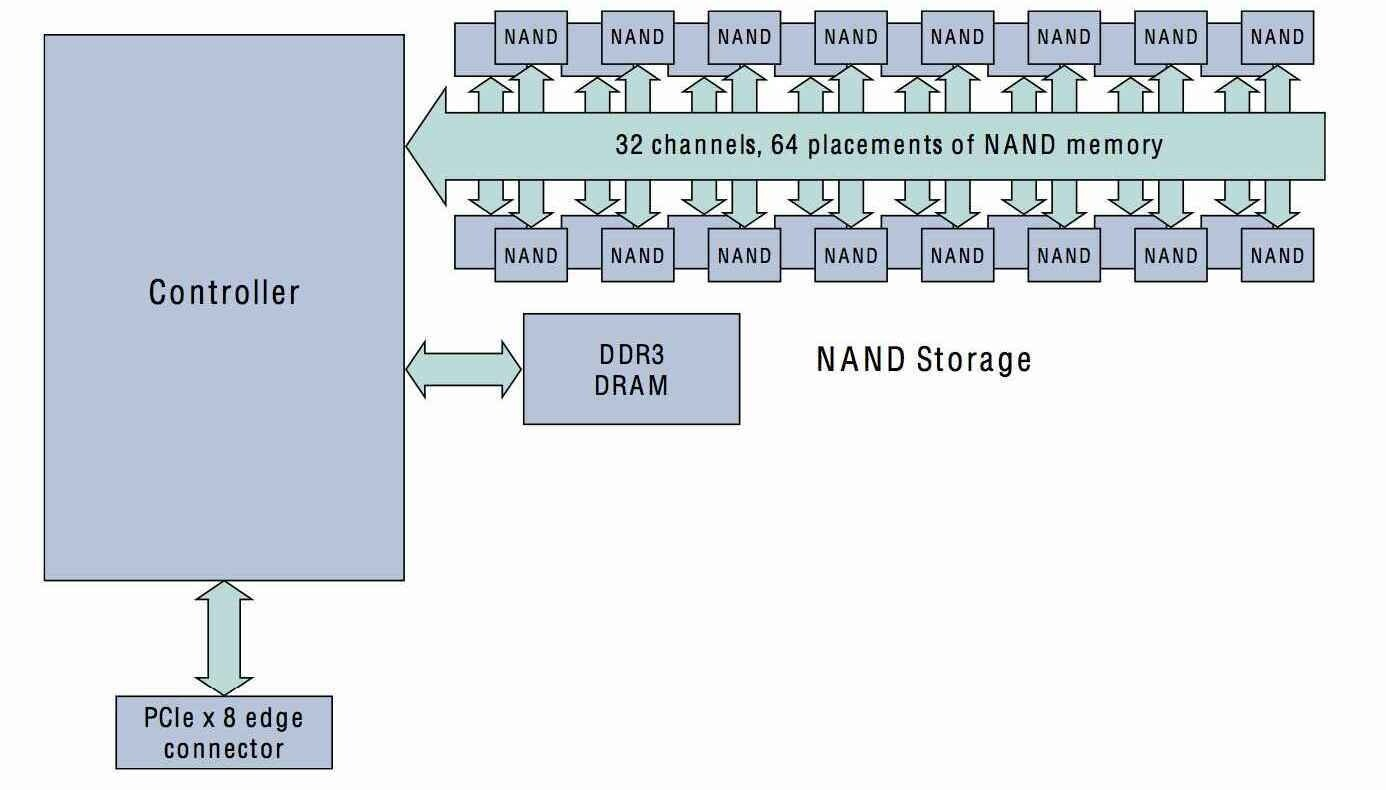 NAND NAND NAND NAND NAND NAND NAND NAND
32 channels, 64 placements of NAND memory
NAND NAND NAND NAND NAND NAND NAND NAND
Controller
DDR3
DRAM
NAND Storage
PCIe x 8 edge
connector